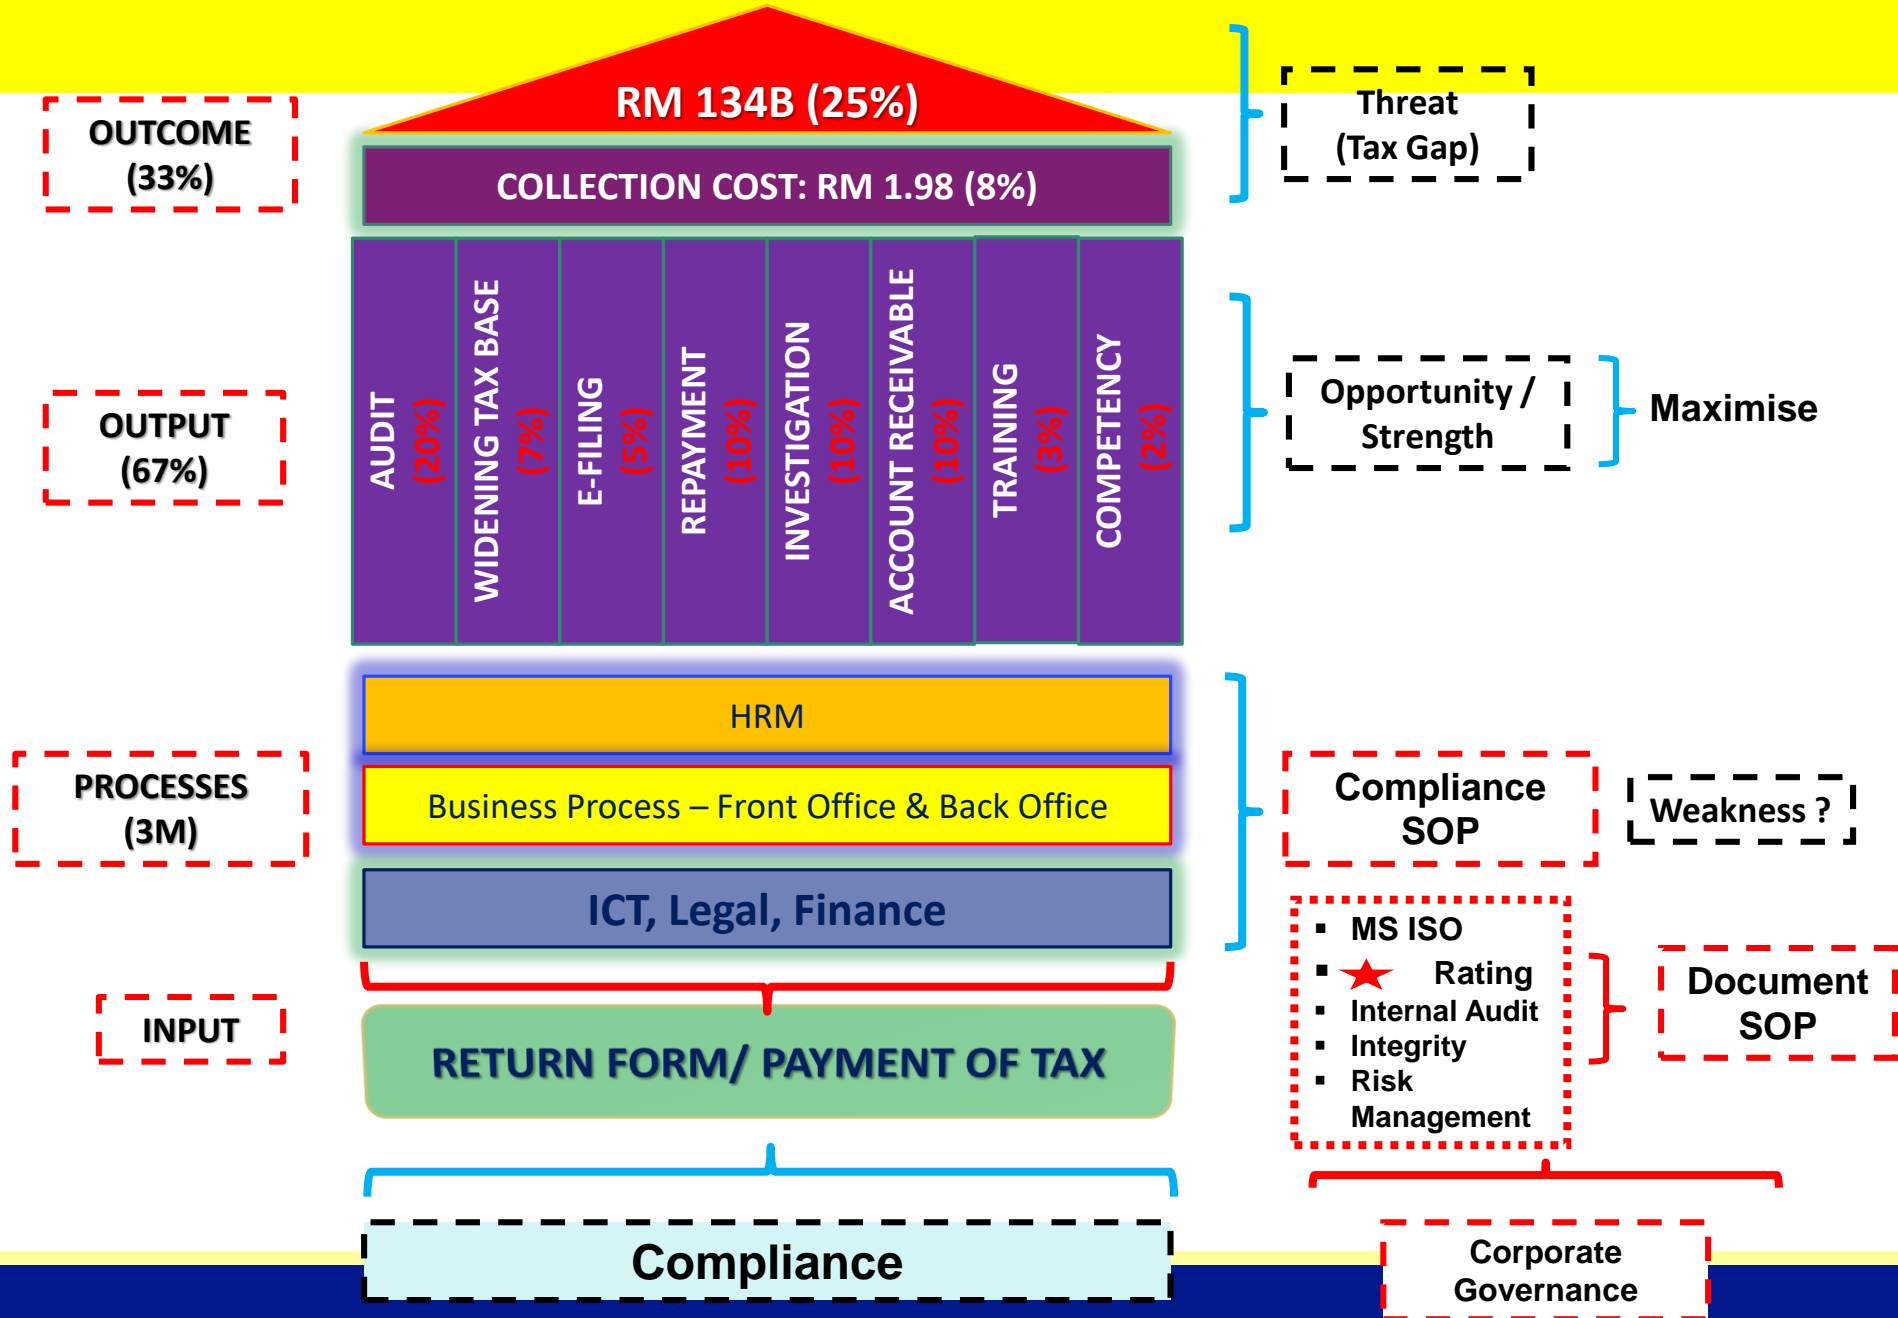 RM 134B (25%)
OUTCOME
(33%)
COLLECTION COST: RM 1.98 (8%)
Threat
(Tax Gap)
OUTPUT
(67%)
AUDIT
(20%)
WIDENING TAX BASE
(7%)
E-FILING
(5%)
REPAYMENT
(10%)
INVESTIGATION
(10%)
ACCOUNT RECEIVABLE
(10%)
TRAINING
(3%)
COMPETENCY
(2%)
Opportunity /
Strength
Maximise
PROCESSES
(3M)
HRM
Business Process – Front Office & Back Office
ICT, Legal, Finance
Compliance
SOP
Weakness ?
▪ MS ISO
▪ ★ Rating
▪ Internal Audit
▪ Integrity
▪ Risk
Management
Document
SOP
INPUT
RETURN FORM/ PAYMENT OF TAX
Compliance
Corporate
Governance